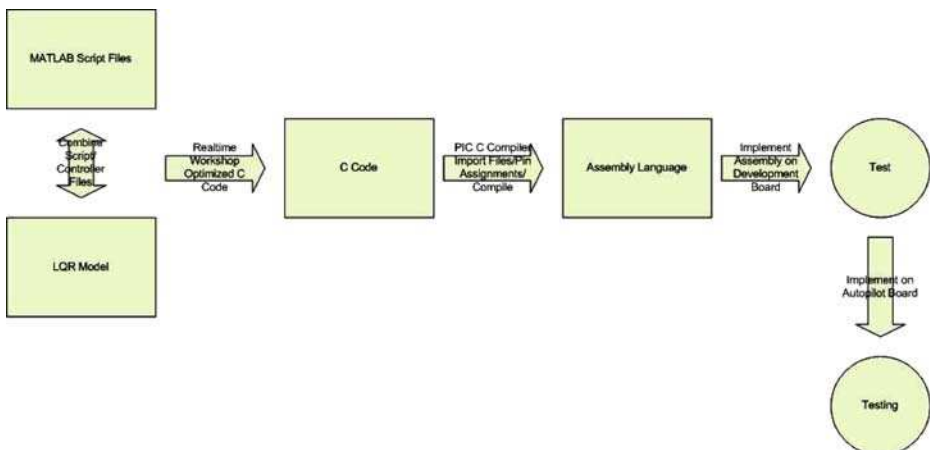 MATLAB Script Files
Combine
Script/
Controller
Files
LQR Model
Realtime
Workshop
Optimized C
Code
C Code
PIC C Compiler
Import Files/Pin
Assignments/
Compile
Assembly Language
Implement
Assembly on
Development
Board
Test
Implement on
Autopilot Board
Testing